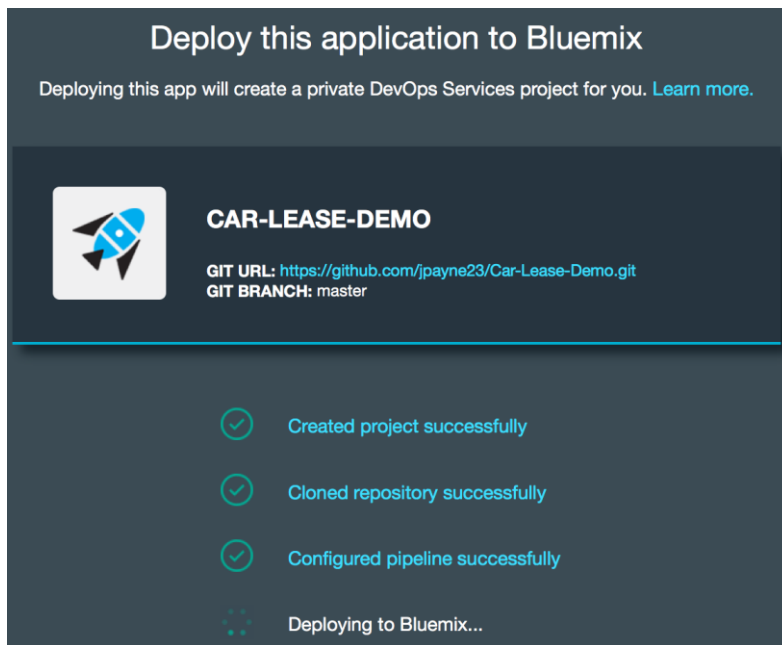 Deploy this application to Bluemix
Deploying this app will create a private DevOps Services project for you. Learn more.
CAR-LEASE-DEMO
GIT URL: https://github.com/jpayne23/Car-Lease-Demo.git
GIT BRANCH: master
Created project successfully
Cloned repository successfully
Configured pipeline successfully
Deploying to Bluemix...